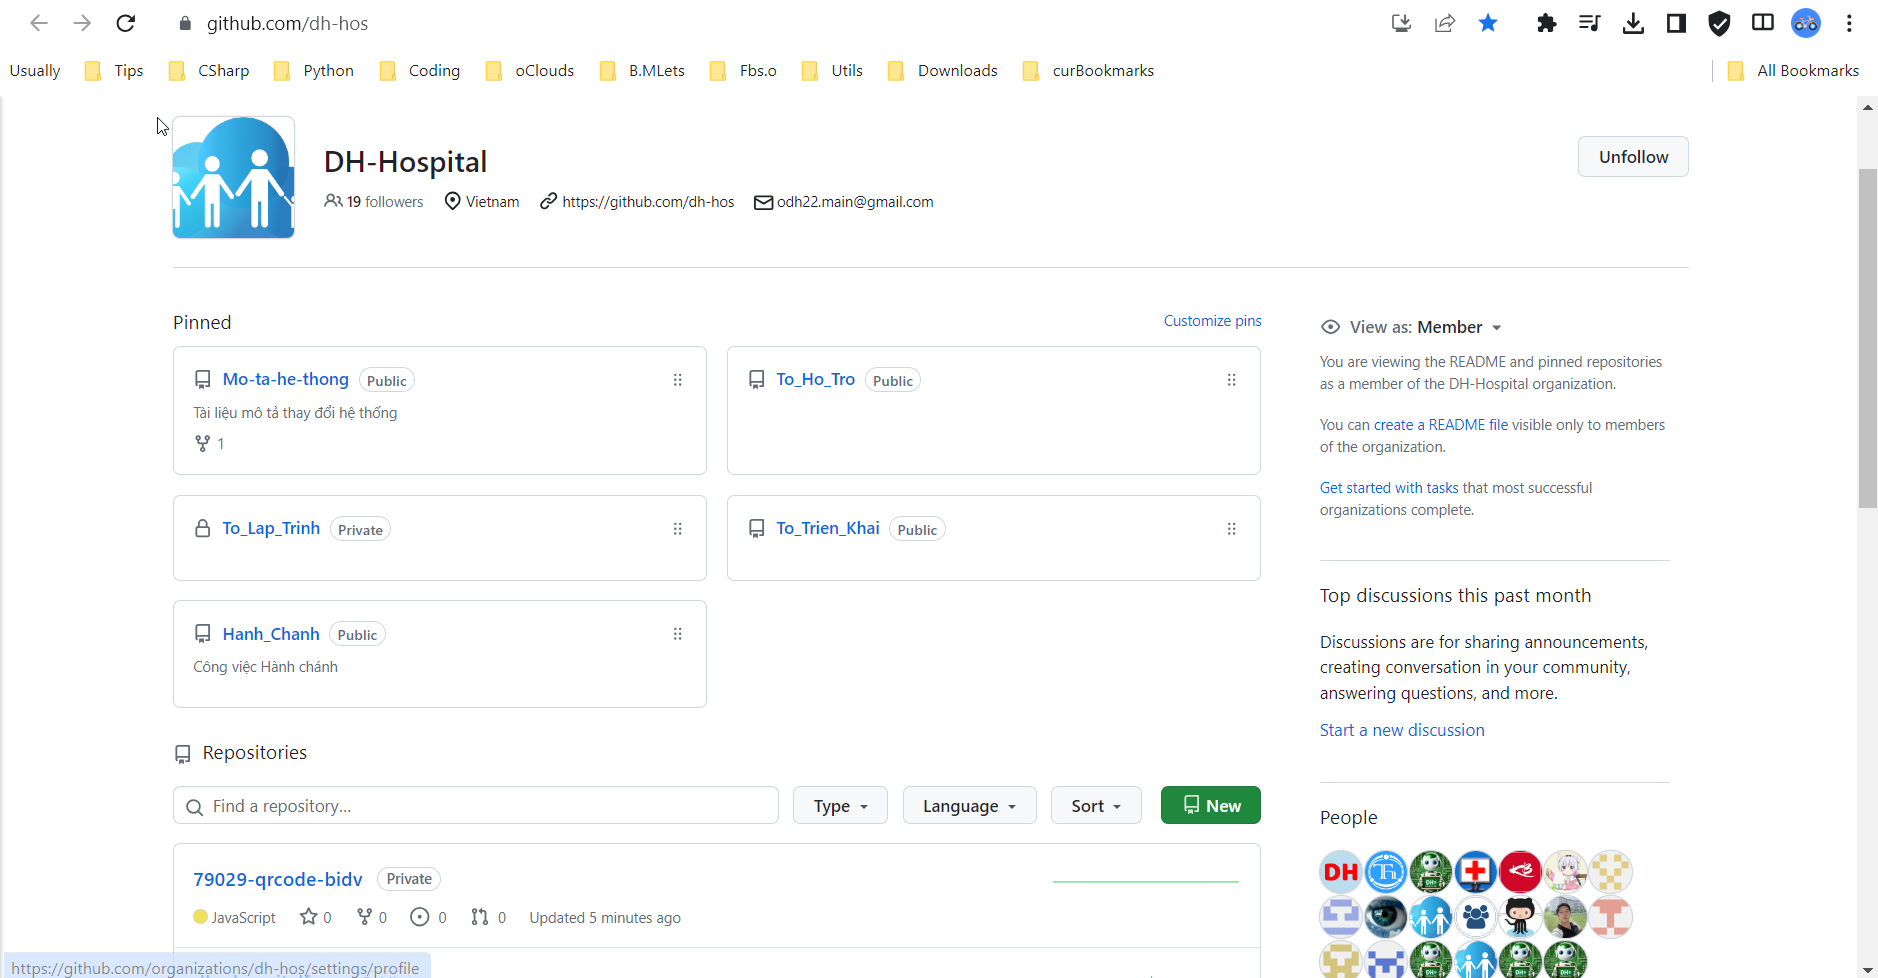 github.com/dh-hos
Usually Tips CSharp Python Coding oClouds B.MLets Fbs.o Utils Downloads curBookmarks All Bookmarks
DH-Hospital
Unfollow
19 followers Vietnam https://github.com/dh-hos odh22.main@gmail.com
Pinned
Customize pins
Mo-ta-he-thong Public
Tài liệu mô tả thay đổi hệ thống
1
To_Ho_Tro Public
To_Lap_Trinh Private
To_Trien_Khai Public
Hanh_Chanh Public
Công việc Hành chánh
View as: Member
You are viewing the README and pinned repositories
as a member of the DH-Hospital organization.
You can create a README file visible only to members
of the organization.
Get started with tasks that most successful
organizations complete.
Top discussions this past month
Discussions are for sharing announcements,
creating conversation in your community,
answering questions, and more.
Start a new discussion
Repositories
Find a repository...
Type Language Sort New
79029-qrcode-bidv Private
JavaScript 0 0 0 0 Updated 5 minutes ago
People
DH
https://github.com/organizations/dh-hos/settings/profile